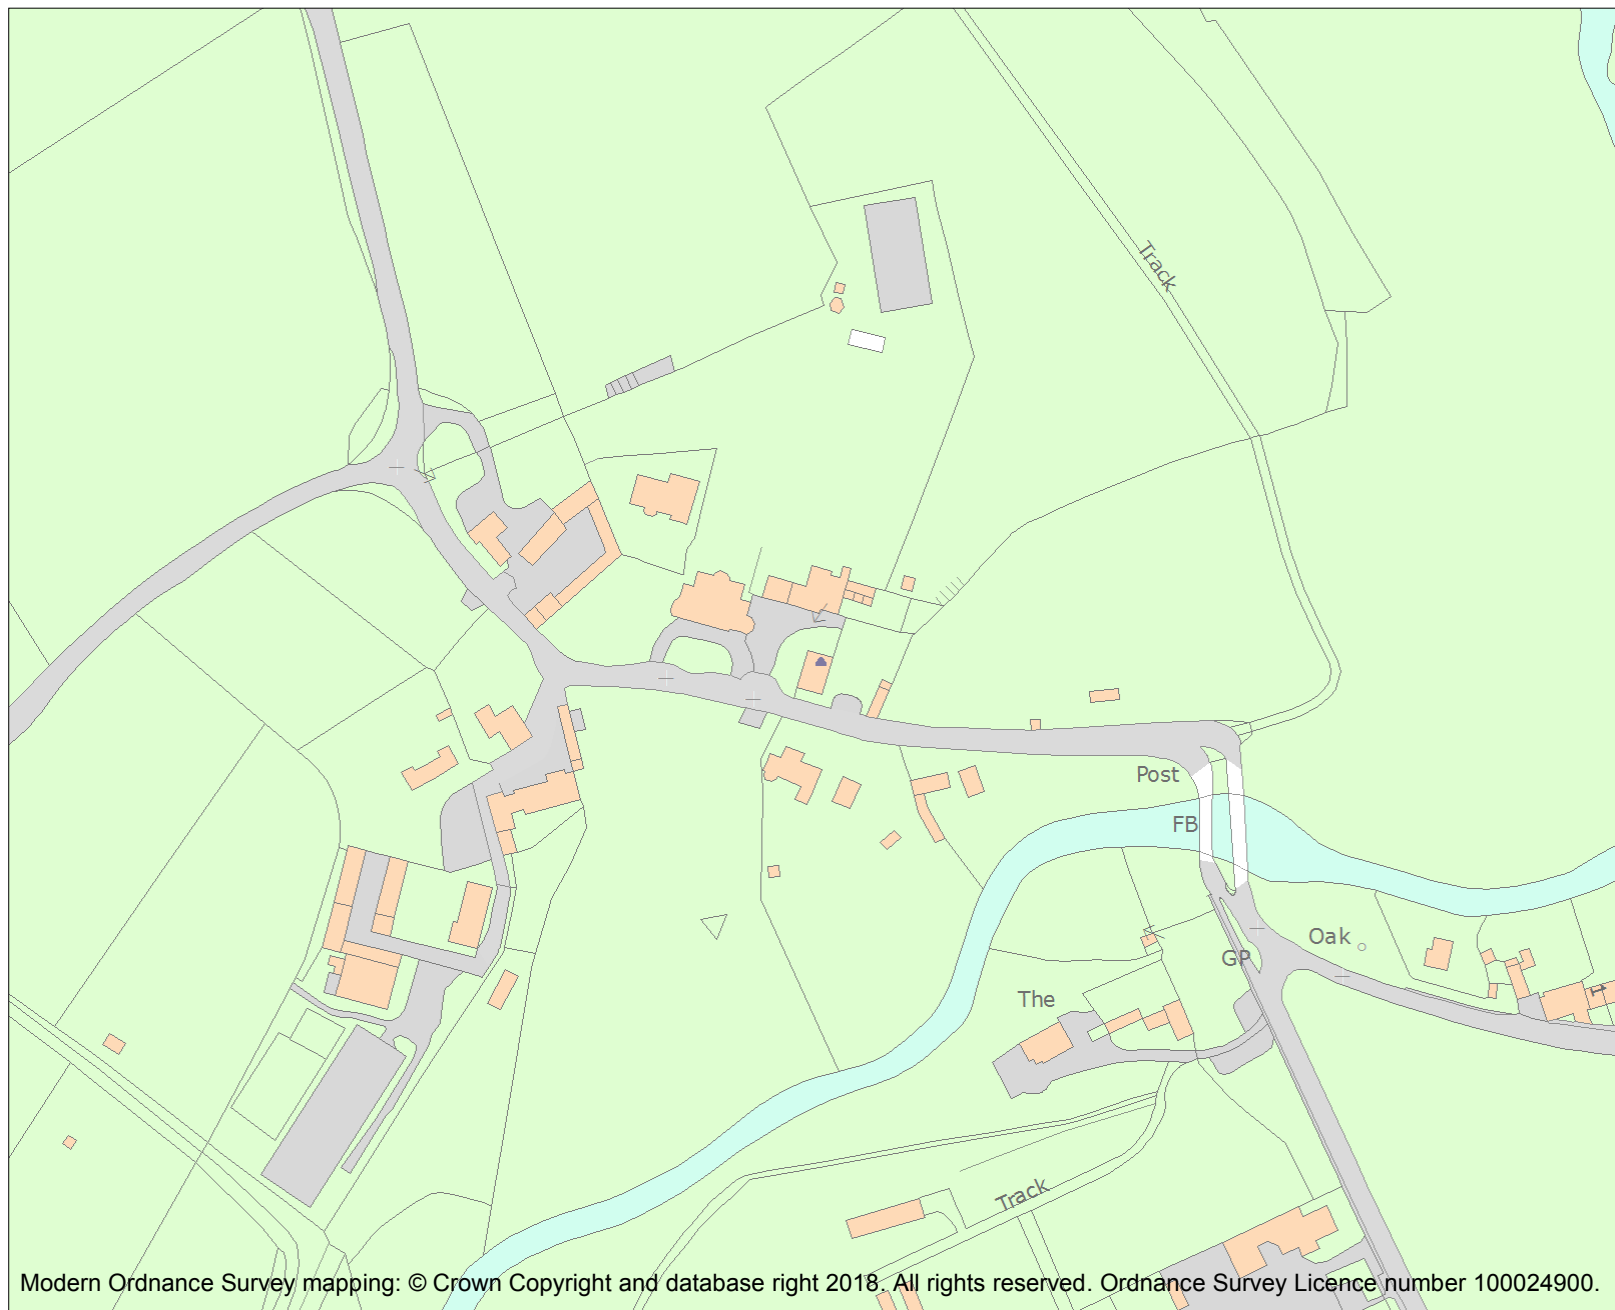 Track
Post
FB
Oak
GP
The
1
Track
Modern Ordnance Survey mapping: © Crown Copyright and database right 2018. All rights reserved. Ordnance Survey Licence number 100024900.